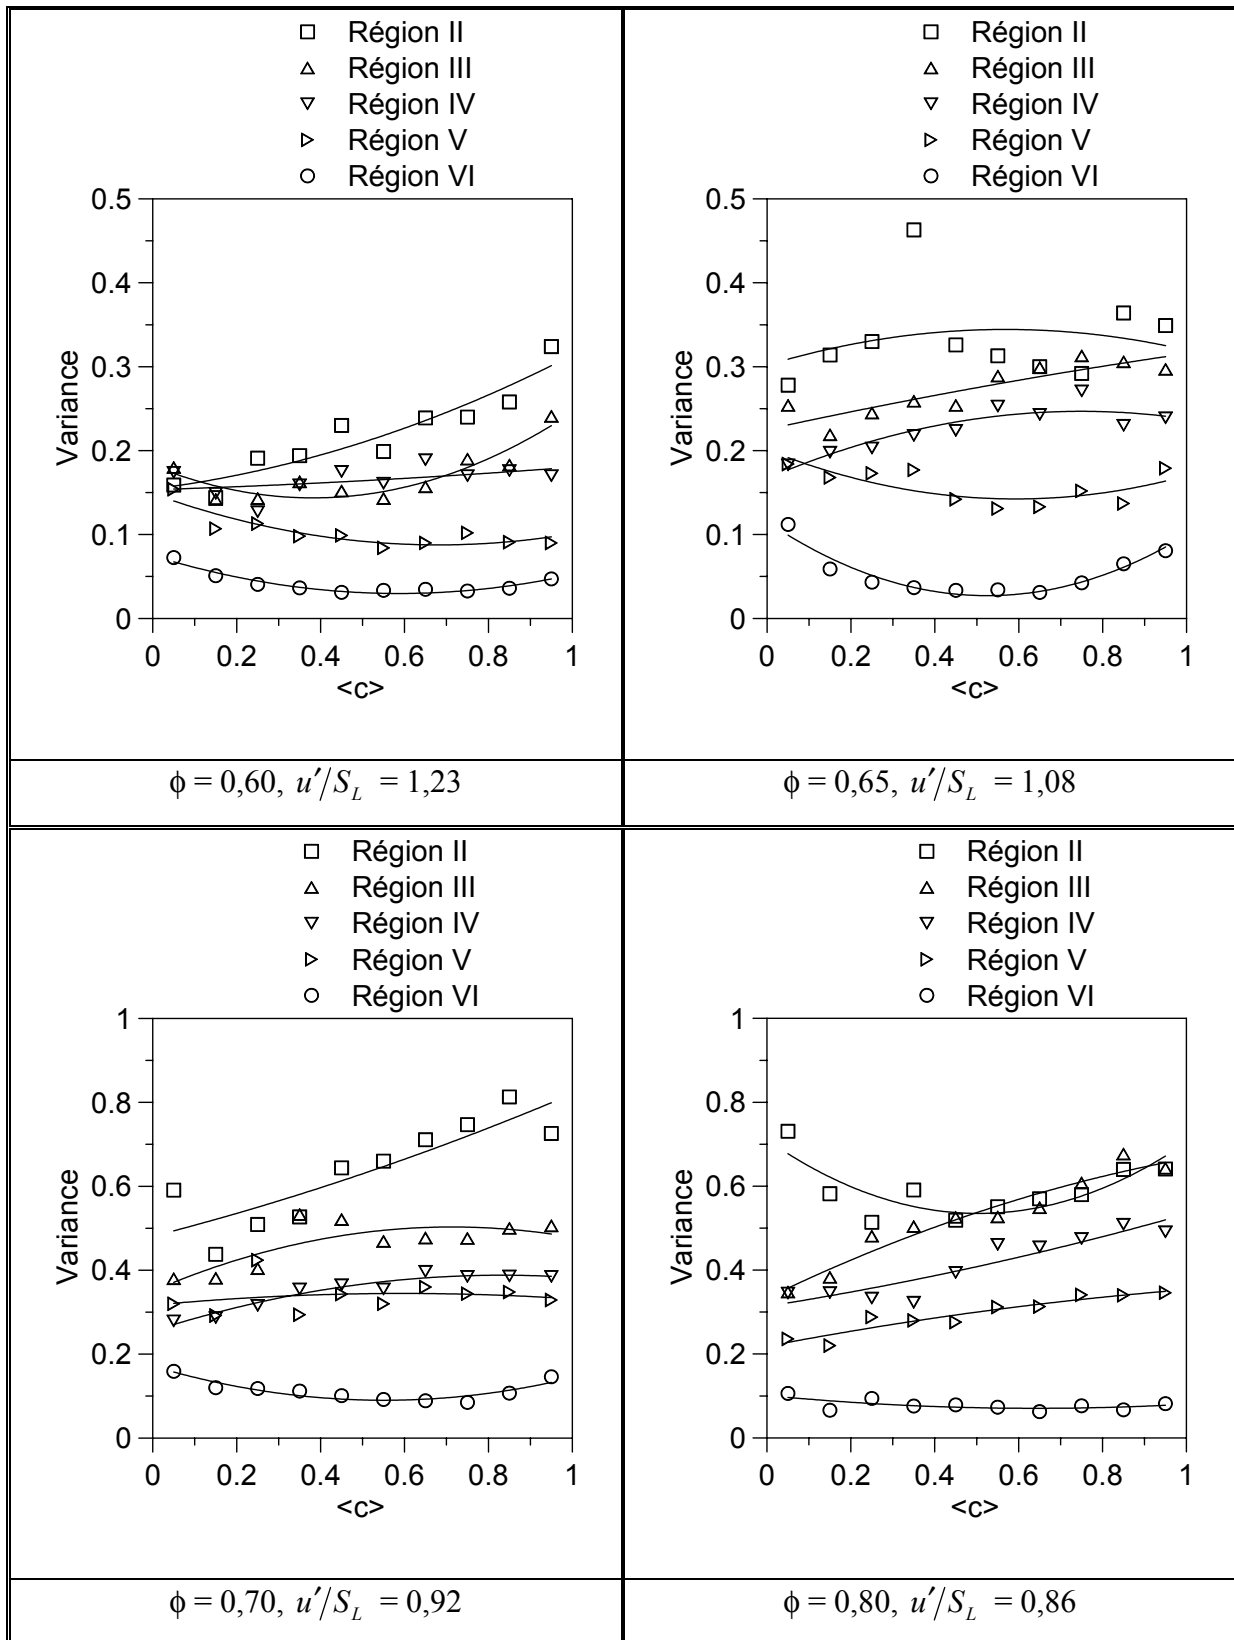 Région II
Région III
Région IV
Région V
Région VI
0.5
0.4
0.3
0.2
0.1
0
Variance
0 0.2 0.4 0.6 0.8 1
<c>
φ = 0,60, u′/S_L = 1,23
Région II
Région III
Région IV
Région V
Région VI
0.5
0.4
0.3
0.2
0.1
0
Variance
0 0.2 0.4 0.6 0.8 1
<c>
φ = 0,65, u′/S_L = 1,08
Région II
Région III
Région IV
Région V
Région VI
1
0.8
0.6
0.4
0.2
0
Variance
0 0.2 0.4 0.6 0.8 1
<c>
φ = 0,70, u′/S_L = 0,92
Région II
Région III
Région IV
Région V
Région VI
1
0.8
0.6
0.4
0.2
0
Variance
0 0.2 0.4 0.6 0.8 1
<c>
φ = 0,80, u′/S_L = 0,86